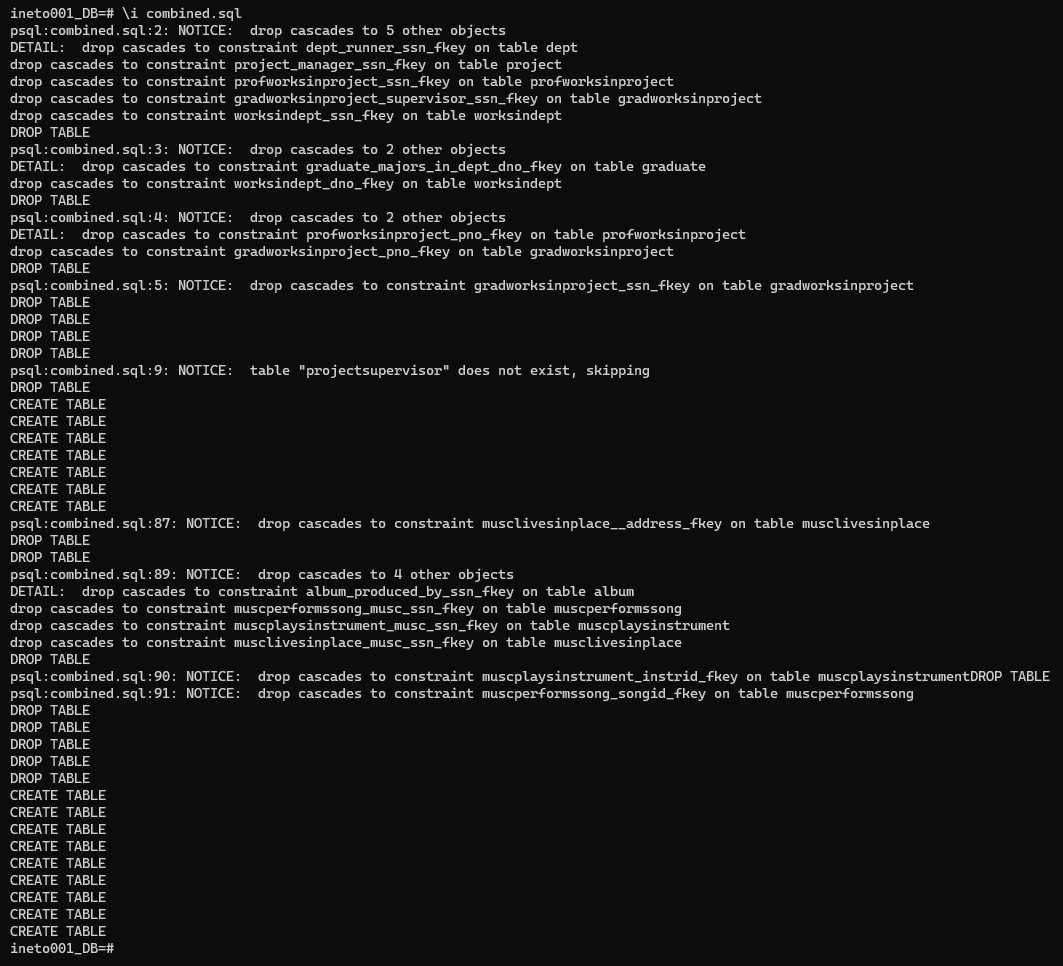 ineto001_DB=# \i combined.sql
psql:combined.sql:2: NOTICE:  drop cascades to 5 other objects
DETAIL:  drop cascades to constraint dept_runner_ssn_fkey on table dept
drop cascades to constraint project_manager_ssn_fkey on table project
drop cascades to constraint profworksinproject_ssn_fkey on table profworksinproject
drop cascades to constraint gradworksinproject_supervisor_ssn_fkey on table gradworksinproject
drop cascades to constraint worksindept_ssn_fkey on table worksindept
DROP TABLE
psql:combined.sql:3: NOTICE:  drop cascades to 2 other objects
DETAIL:  drop cascades to constraint graduate_majors_in_dept_dno_fkey on table graduate
drop cascades to constraint worksindept_dno_fkey on table worksindept
DROP TABLE
psql:combined.sql:4: NOTICE:  drop cascades to 2 other objects
DETAIL:  drop cascades to constraint profworksinproject_pno_fkey on table profworksinproject
drop cascades to constraint gradworksinproject_pno_fkey on table gradworksinproject
DROP TABLE
psql:combined.sql:5: NOTICE:  drop cascades to constraint gradworksinproject_ssn_fkey on table gradworksinproject
DROP TABLE
DROP TABLE
DROP TABLE
DROP TABLE
psql:combined.sql:9: NOTICE:  table "projectsupervisor" does not exist, skipping
DROP TABLE
CREATE TABLE
CREATE TABLE
CREATE TABLE
CREATE TABLE
CREATE TABLE
CREATE TABLE
CREATE TABLE
psql:combined.sql:87: NOTICE:  drop cascades to constraint musclivesinplace__address_fkey on table musclivesinplace
DROP TABLE
DROP TABLE
psql:combined.sql:89: NOTICE:  drop cascades to 4 other objects
DETAIL:  drop cascades to constraint album_produced_by_ssn_fkey on table album
drop cascades to constraint muscperformssong_musc_ssn_fkey on table muscperformssong
drop cascades to constraint muscplaysinstrument_musc_ssn_fkey on table muscplaysinstrument
drop cascades to constraint musclivesinplace_musc_ssn_fkey on table musclivesinplace
DROP TABLE
psql:combined.sql:90: NOTICE:  drop cascades to constraint muscplaysinstrument_instrid_fkey on table muscplaysinstrumentDROP TABLE
psql:combined.sql:91: NOTICE:  drop cascades to constraint muscperformssong_songid_fkey on table muscperformssong
DROP TABLE
DROP TABLE
DROP TABLE
DROP TABLE
DROP TABLE
CREATE TABLE
CREATE TABLE
CREATE TABLE
CREATE TABLE
CREATE TABLE
CREATE TABLE
CREATE TABLE
CREATE TABLE
CREATE TABLE
ineto001_DB=#